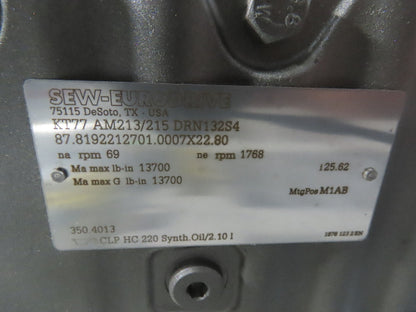 SEW-EURODRIVE
75115 DeSoto, TX - USA
KT77 AM213/215 DRN132S4
87.8192212701.0007X22.80
na rpm 69 ne rpm 1768
Ma max lb-in 13700 i25.62
Ma max G lb-in 13700
MtgPos M1AB
350 4013
CLP HC 220 Synth.Oil/2.10 l